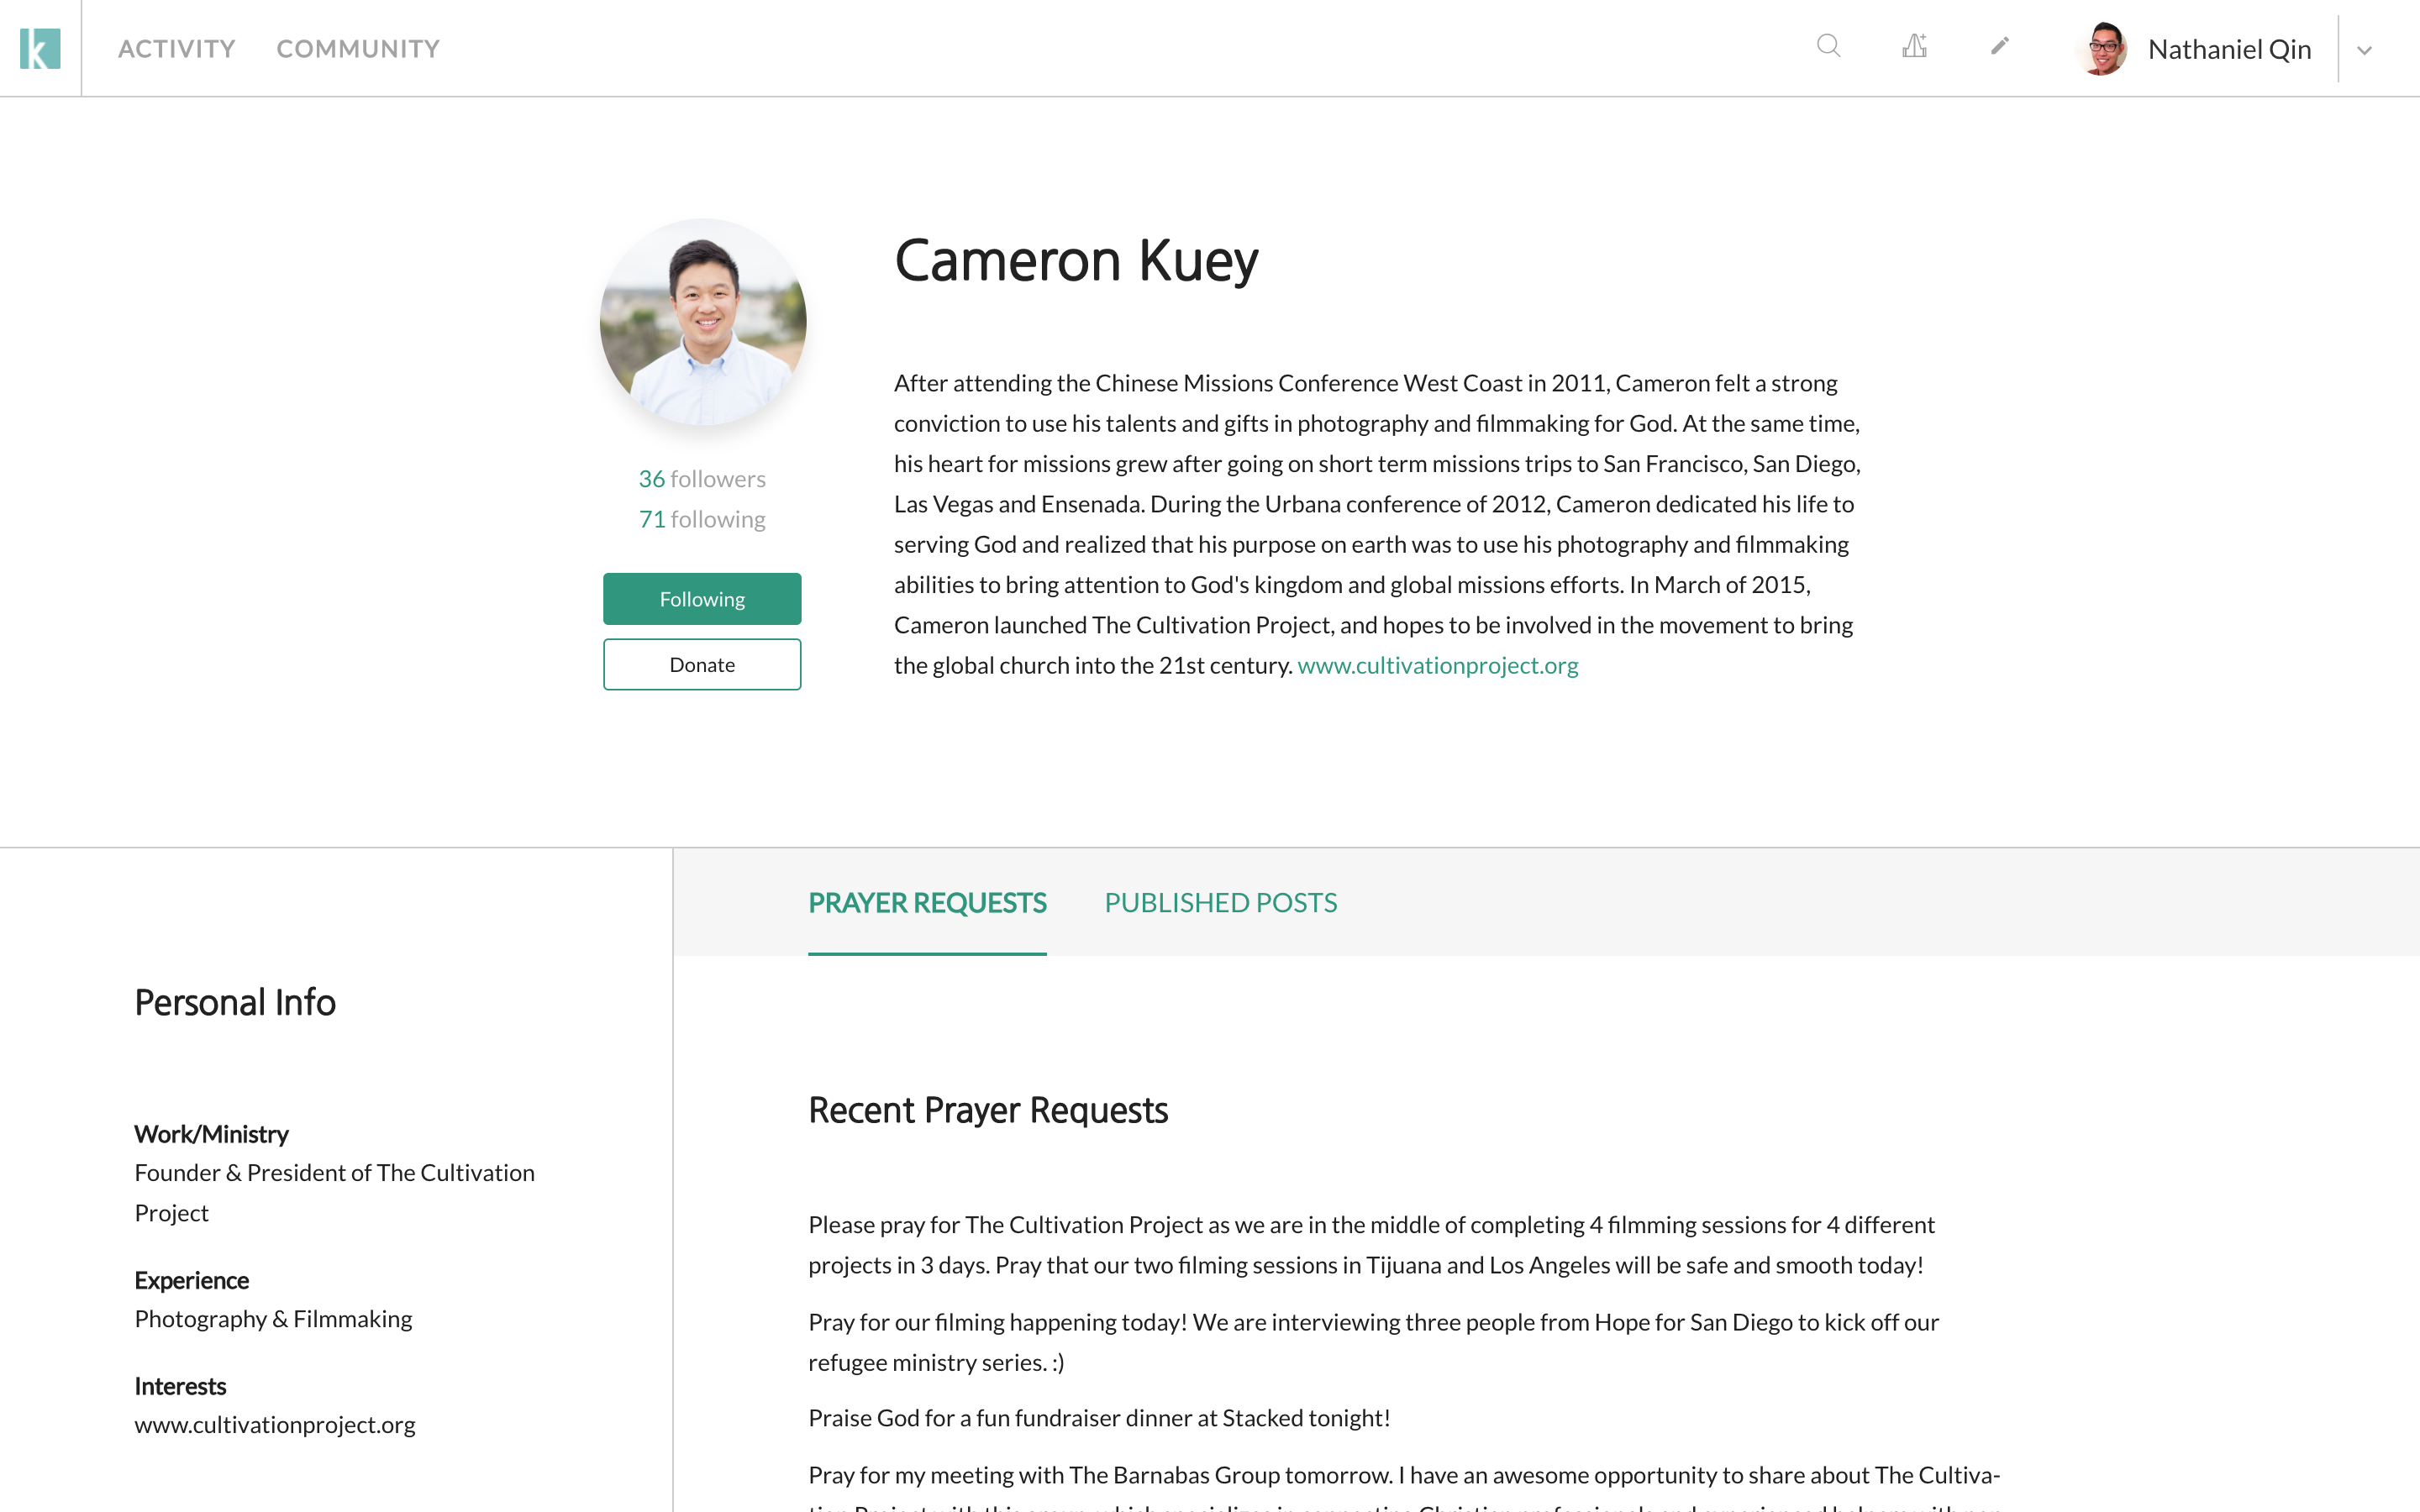 k
ACTIVITY COMMUNITY
Nathaniel Qin
Cameron Kuey
After attending the Chinese Missions Conference West Coast in 2011, Cameron felt a strong
conviction to use his talents and gifts in photography and filmmaking for God. At the same time,
his heart for missions grew after going on short term missions trips to San Francisco, San Diego,
Las Vegas and Ensenada. During the Urbana conference of 2012, Cameron dedicated his life to
serving God and realized that his purpose on earth was to use his photography and filmmaking
abilities to bring attention to God's kingdom and global missions efforts. In March of 2015,
Cameron launched The Cultivation Project, and hopes to be involved in the movement to bring
the global church into the 21st century. www.cultivationproject.org
36 followers
71 following
Following
Donate
Personal Info
Work/Ministry
Founder & President of The Cultivation
Project
Experience
Photography & Filmmaking
Interests
www.cultivationproject.org
PRAYER REQUESTS PUBLISHED POSTS
Recent Prayer Requests
Please pray for The Cultivation Project as we are in the middle of completing 4 filmming sessions for 4 different
projects in 3 days. Pray that our two filming sessions in Tijuana and Los Angeles will be safe and smooth today!
Pray for our filming happening today! We are interviewing three people from Hope for San Diego to kick off our
refugee ministry series. :)
Praise God for a fun fundraiser dinner at Stacked tonight!
Pray for my meeting with The Barnabas Group tomorrow. I have an awesome opportunity to share about The Cultiva-